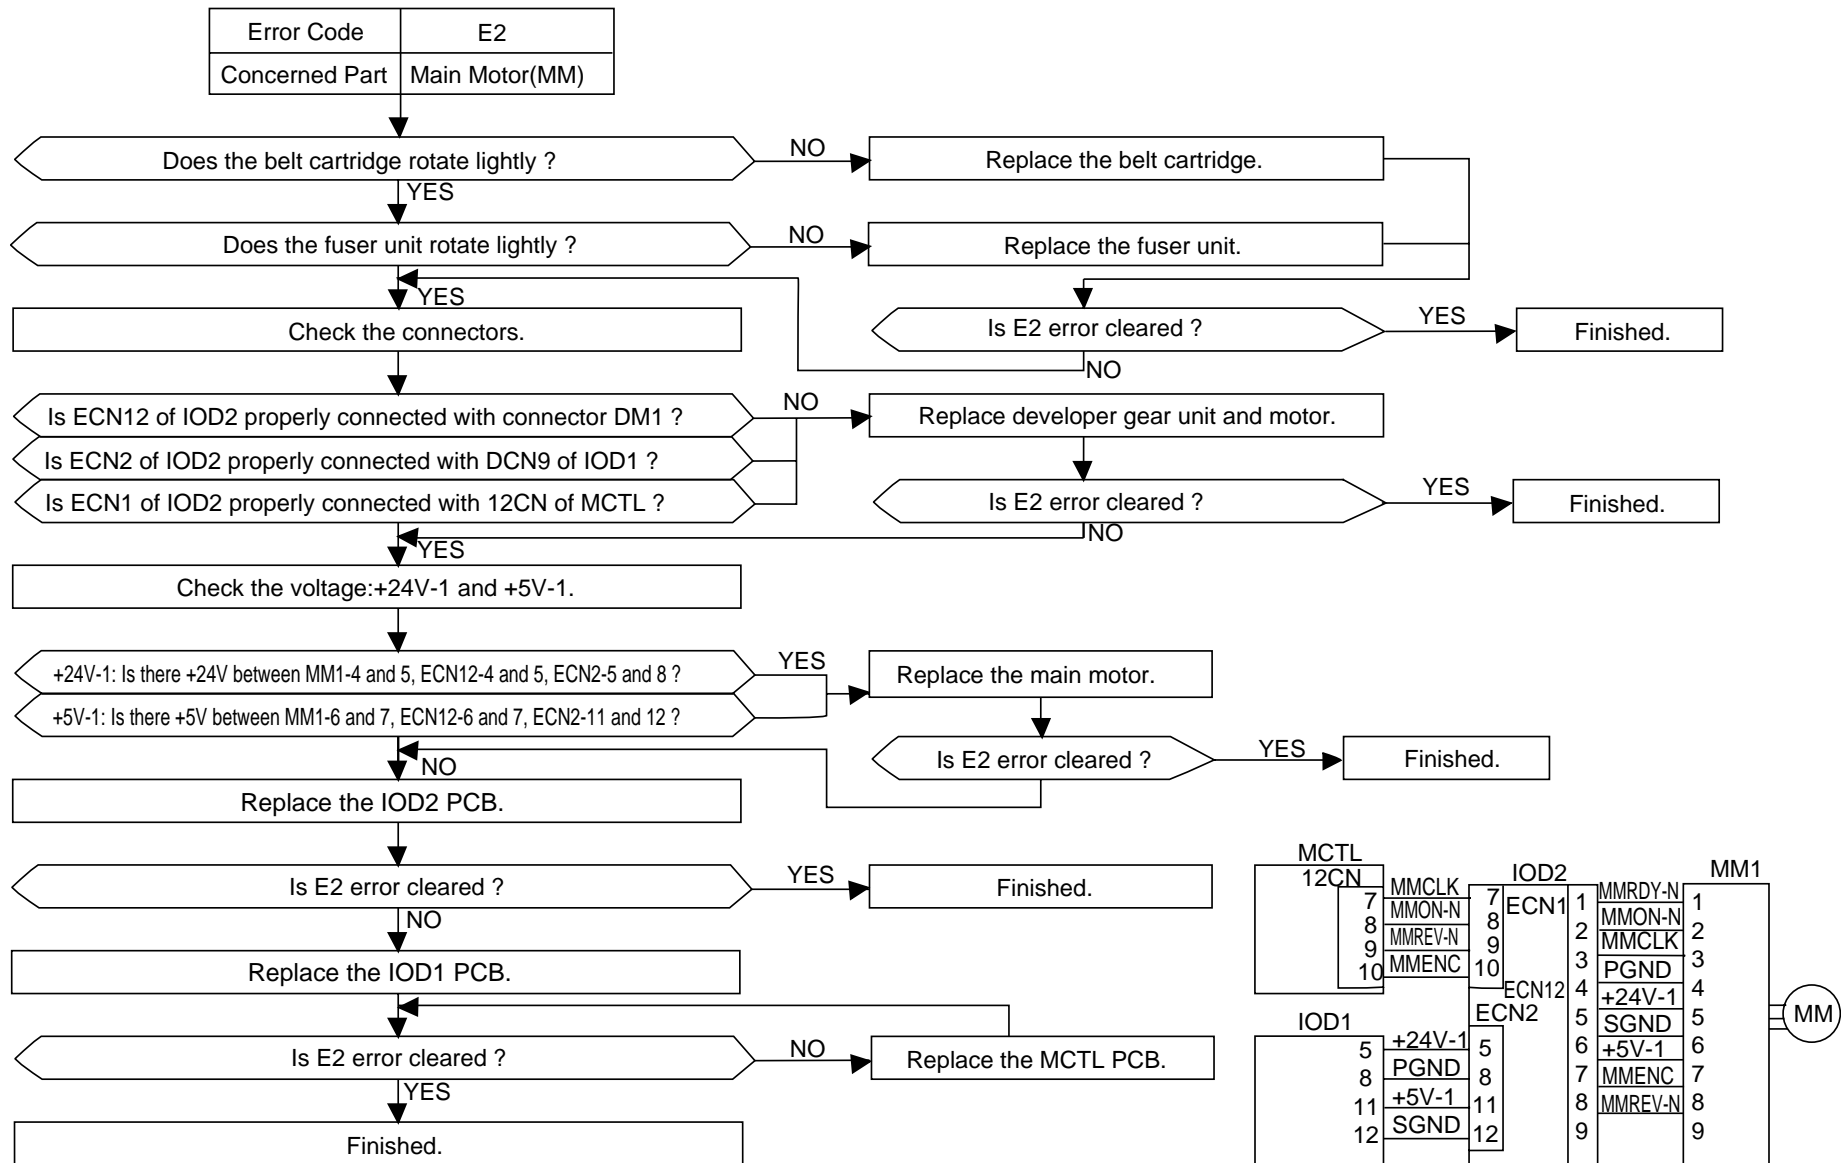 Error Code E2
Concerned Part Main Motor(MM)
Does the belt cartridge rotate lightly ?
NO
Replace the belt cartridge.
YES
Does the fuser unit rotate lightly ?
NO
Replace the fuser unit.
YES
Check the connectors.
Is E2 error cleared ?
YES
Finished.
NO
Is ECN12 of IOD2 properly connected with connector DM1 ?
NO
Replace developer gear unit and motor.
Is ECN2 of IOD2 properly connected with DCN9 of IOD1 ?
Is ECN1 of IOD2 properly connected with 12CN of MCTL ?
Is E2 error cleared ?
YES
Finished.
NO
YES
Check the voltage:+24V-1 and +5V-1.
+24V-1: Is there +24V between MM1-4 and 5, ECN12-4 and 5, ECN2-5 and 8 ?
YES
Replace the main motor.
+5V-1: Is there +5V between MM1-6 and 7, ECN12-6 and 7, ECN2-11 and 12 ?
Is E2 error cleared ?
YES
Finished.
NO
Replace the IOD2 PCB.
Is E2 error cleared ?
YES
Finished.
NO
Replace the IOD1 PCB.
Is E2 error cleared ?
NO
Replace the MCTL PCB.
YES
Finished.
MCTL
12CN
7 MMCLK 7
8 MMON-N 8
9 MMREV-N 9
10 MMENC 10
IOD2
ECN1
ECN12
ECN2
IOD1
5 +24V-1 5
8 PGND 8
11 +5V-1 11
12 SGND 12
MM1
1 MMRDY-N 1
2 MMON-N 2
3 MMCLK 3
4 PGND 4
5 +24V-1 5
6 SGND 6
7 +5V-1 7
8 MMENC 8
9 MMREV-N 9
MM